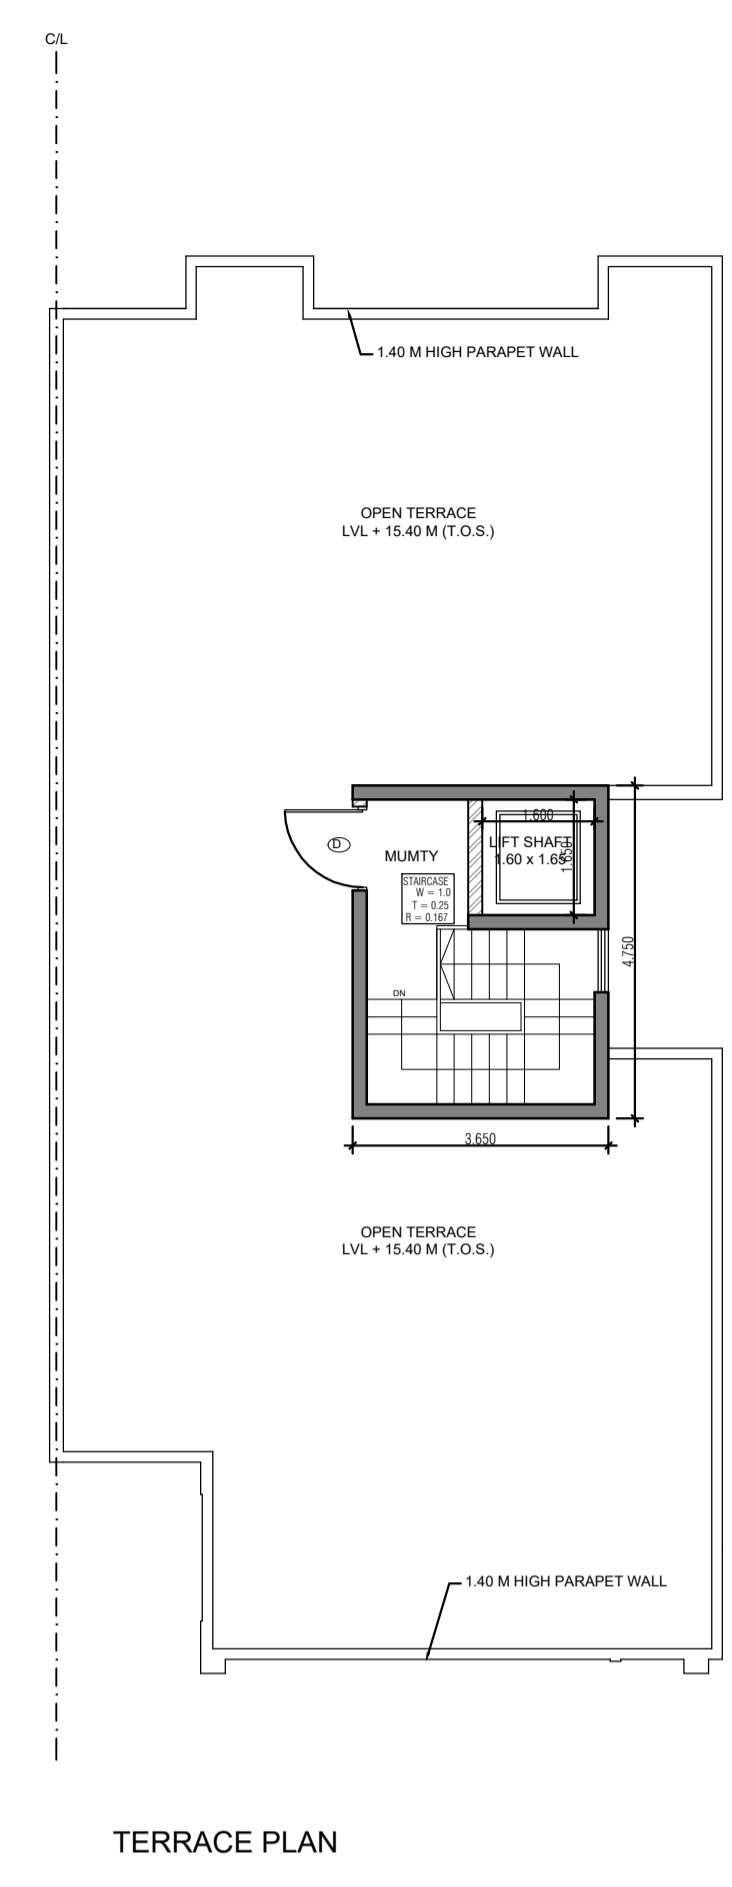 C/L
1.40 M HIGH PARAPET WALL
OPEN TERRACE
LVL + 15.40 M (T.O.S.)
1.600
D
LIFT SHAFT
MUMTY
1.60 x 1.65
1.650
STAIRCASE
W = 1.0
T = 0.25
R = 0.167
4.750
DN
3.650
OPEN TERRACE
LVL + 15.40 M (T.O.S.)
1.40 M HIGH PARAPET WALL
TERRACE PLAN